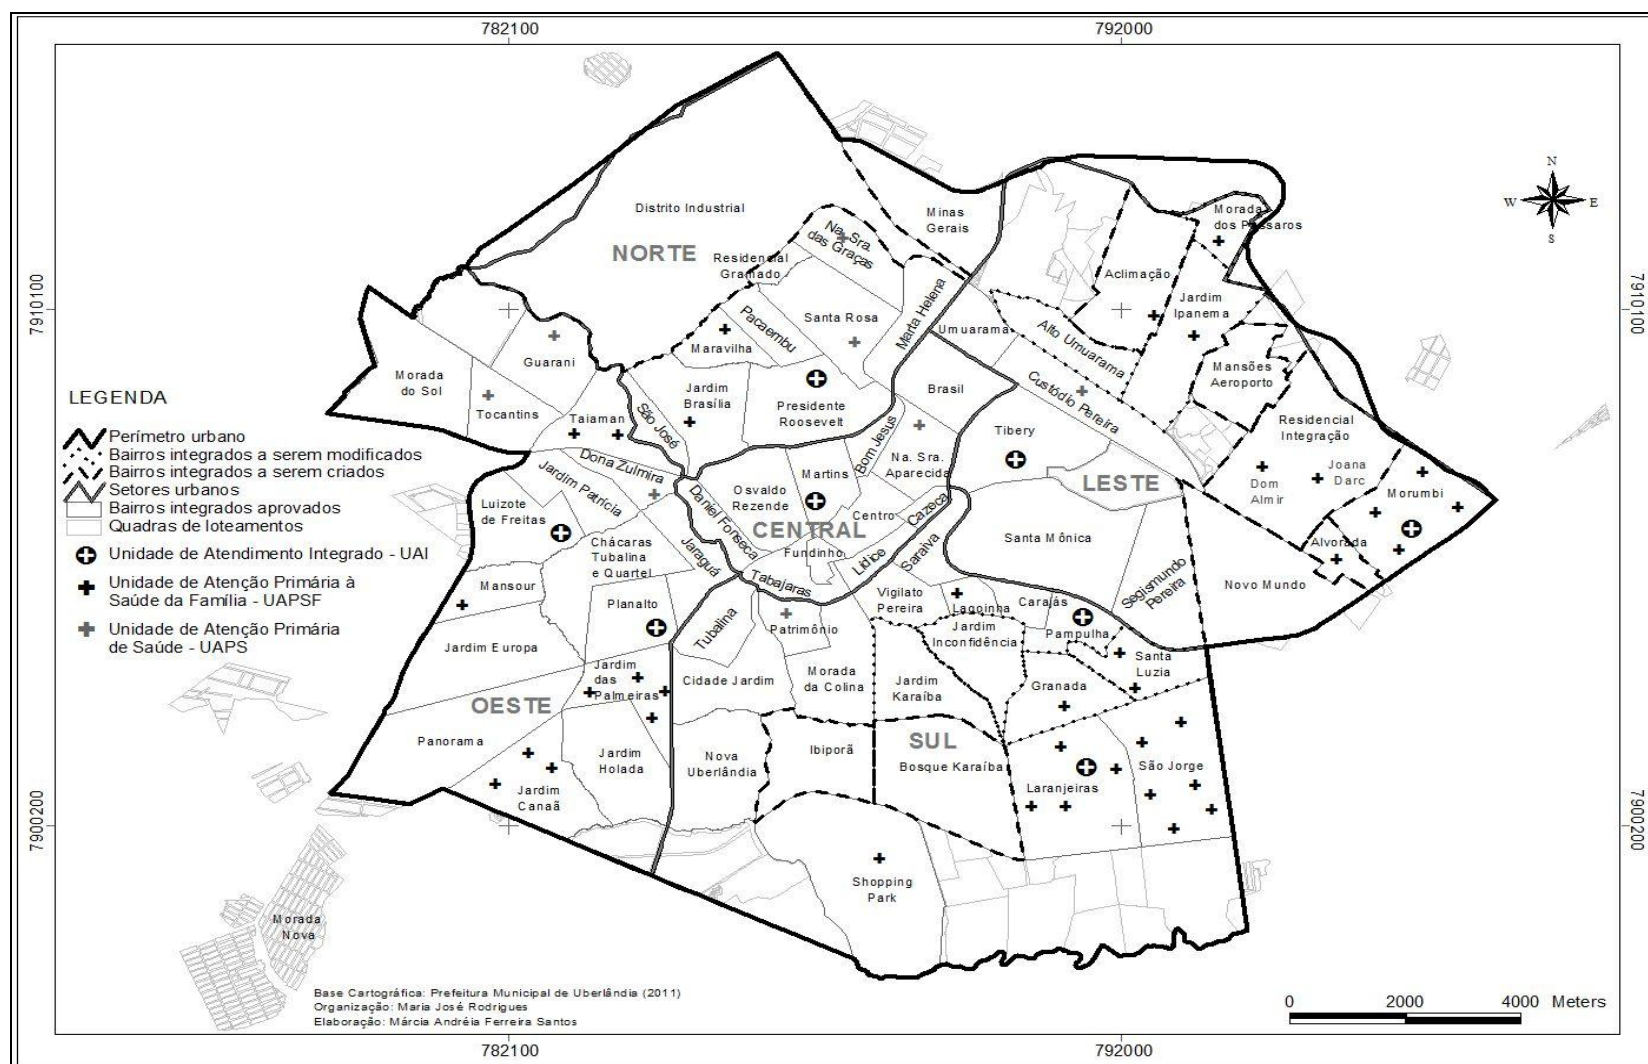 782100
792000
N
W
E
S
7910100
7910100
Distrito Industrial
NORTE
Minas
Gerais
Morada
dos Pássaros
Na. Sra.
das Graças
Residencial
Gramado
Aclimação
Jardim
Ipanema
Marta Helena
Santa Rosa
Umuarama
Alto Umuarama
Pacaembu
Maravilha
Guarani
Morada
do Sol
Tocantins
Taiaman
São José
Jardim
Brasília
Presidente
Roosevelt
Brasil
Custódio Pereira
Mansões
Aeroporto
Residencial
Integração
LEGENDA
Perímetro urbano
Bairros integrados a serem modificados
Bairros integrados a serem criados
Setores urbanos
Bairros integrados aprovados
Quadras de loteamentos
Unidade de Atendimento Integrado - UAI
Unidade de Atenção Primária à
Saúde da Família - UAPSF
Unidade de Atenção Primária
de Saúde - UAPS
Dona Zulmira
Jardim Patrícia
Luizote
de Freitas
Chácaras
Tubalina
e Quartel
Jaraguá
Daniel Fonseca
Osvaldo
Rezende
Martins
Bom Jesus
Na. Sra.
Aparecida
Tibery
LESTE
Dom
Almir
Joana
Darc
Morumbi
Alvorada
CENTRAL
Centro
Cazeca
Fundinho
Lídice
Tabajaras
Saraiva
Santa Mônica
Segismundo
Pereira
Novo Mundo
Mansour
Planalto
Tubalina
Patrimônio
Vigilato
Pereira
Lagoinha
Carajás
Pampulha
Jardim
Inconfidência
Santa
Luzia
Jardim Europa
Jardim
das
Palmeiras
Cidade Jardim
Morada
da Colina
Jardim
Karaíba
Granada
OESTE
Panorama
Jardim
Holada
Jardim
Canaã
Nova
Uberlândia
Ibiporã
SUL
Bosque Karaíba
Laranjeiras
São Jorge
7900200
7900200
Shopping
Park
Morada
Nova
Base Cartográfica: Prefeitura Municipal de Uberlândia (2011)
Organização: Maria José Rodrigues
Elaboração: Márcia Andréia Ferreira Santos
0 2000 4000 Meters
782100
792000